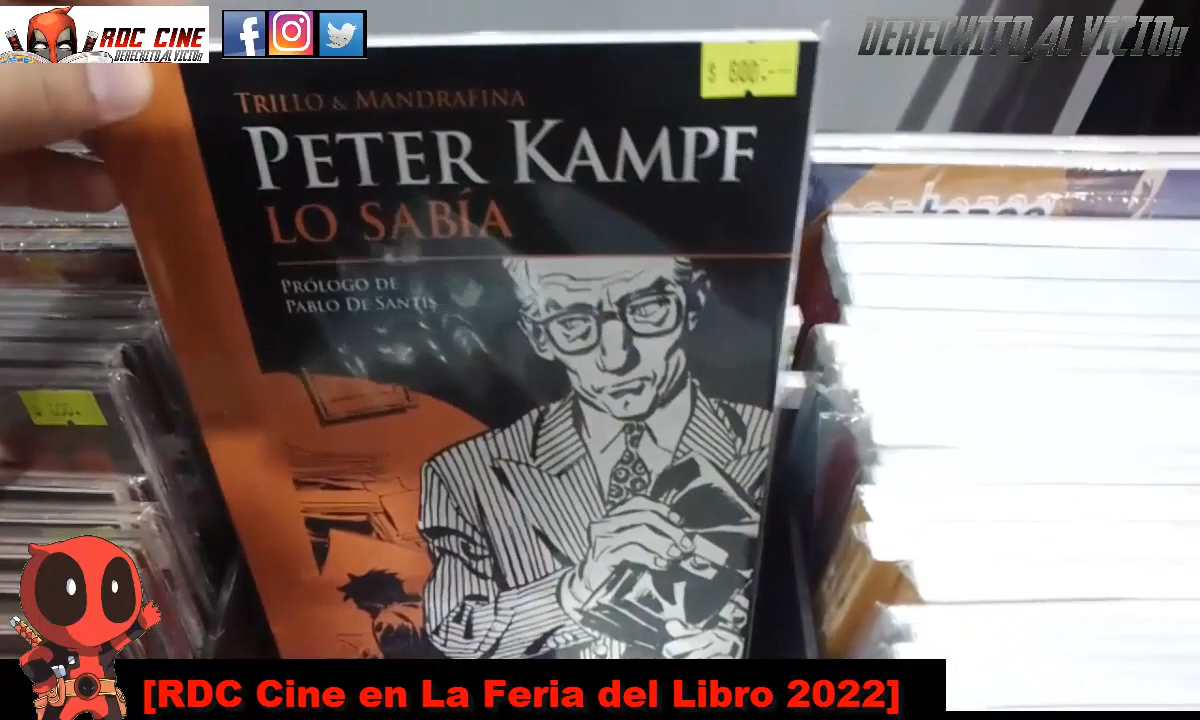 RDC CINE
DERECHITO AL VICIO!!
DERECHITO AL VICIO!!
$ 800.-
TRILLO & MANDRAFINA
PETER KAMPF
LO SABÍA
PRÓLOGO DE
PABLO DE SANTIS
[RDC Cine en La Feria del Libro 2022]